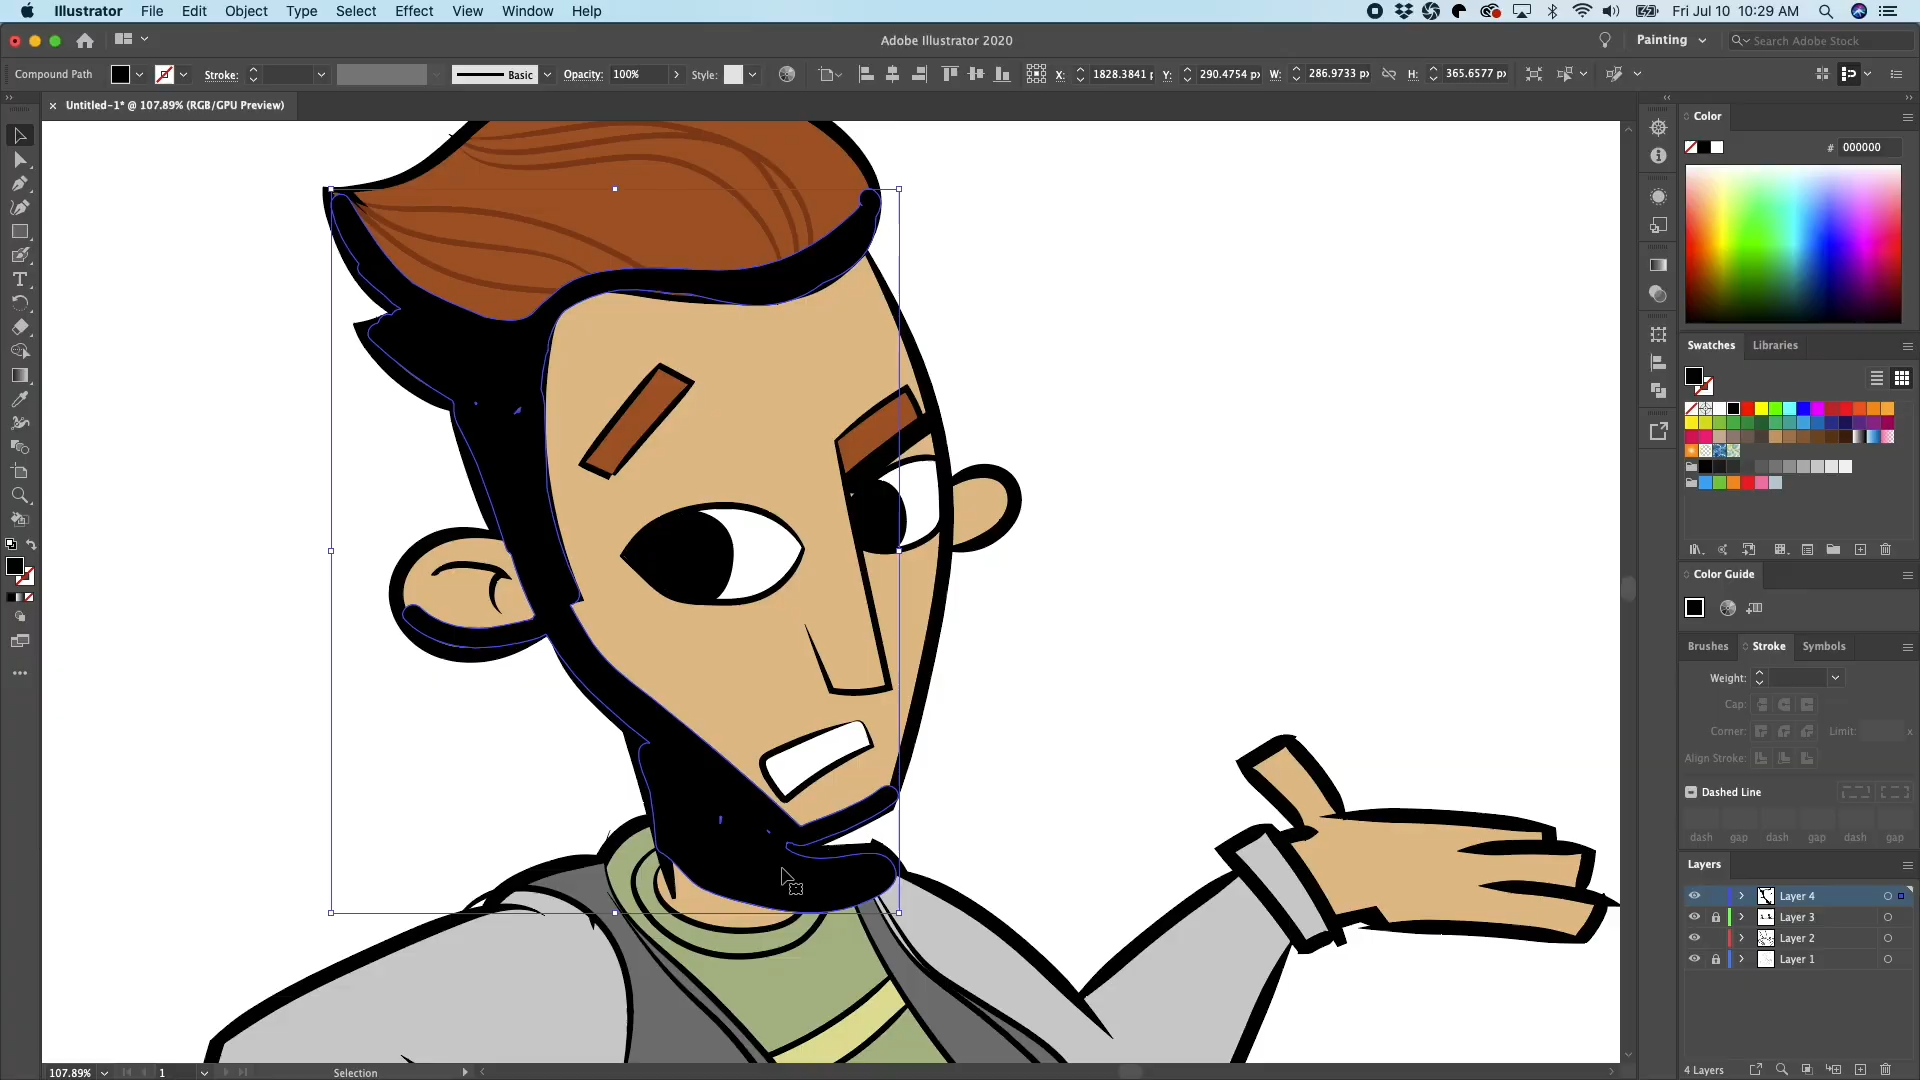 Illustrator File Edit Object Type Select Effect View Window Help Fri Jul 10 10:29 AM
Adobe Illustrator 2020 Painting Search Adobe Stock
Compound Path Stroke: Basic Opacity: 100% Style: X: 1828.3841 p Y: 290.4754 p W: 286.9733 p H: 365.6577 px
Untitled-1* @ 107.89% (RGB/GPU Preview)
Color
# 000000
Swatches Libraries
Color Guide
Brushes Stroke Symbols
Weight:
Cap:
Corner: Limit: x
Align Stroke:
Dashed Line
dash gap dash gap dash gap
Layers
Layer 4
Layer 3
Layer 2
Layer 1
4 Layers
107.89% 1 Selection